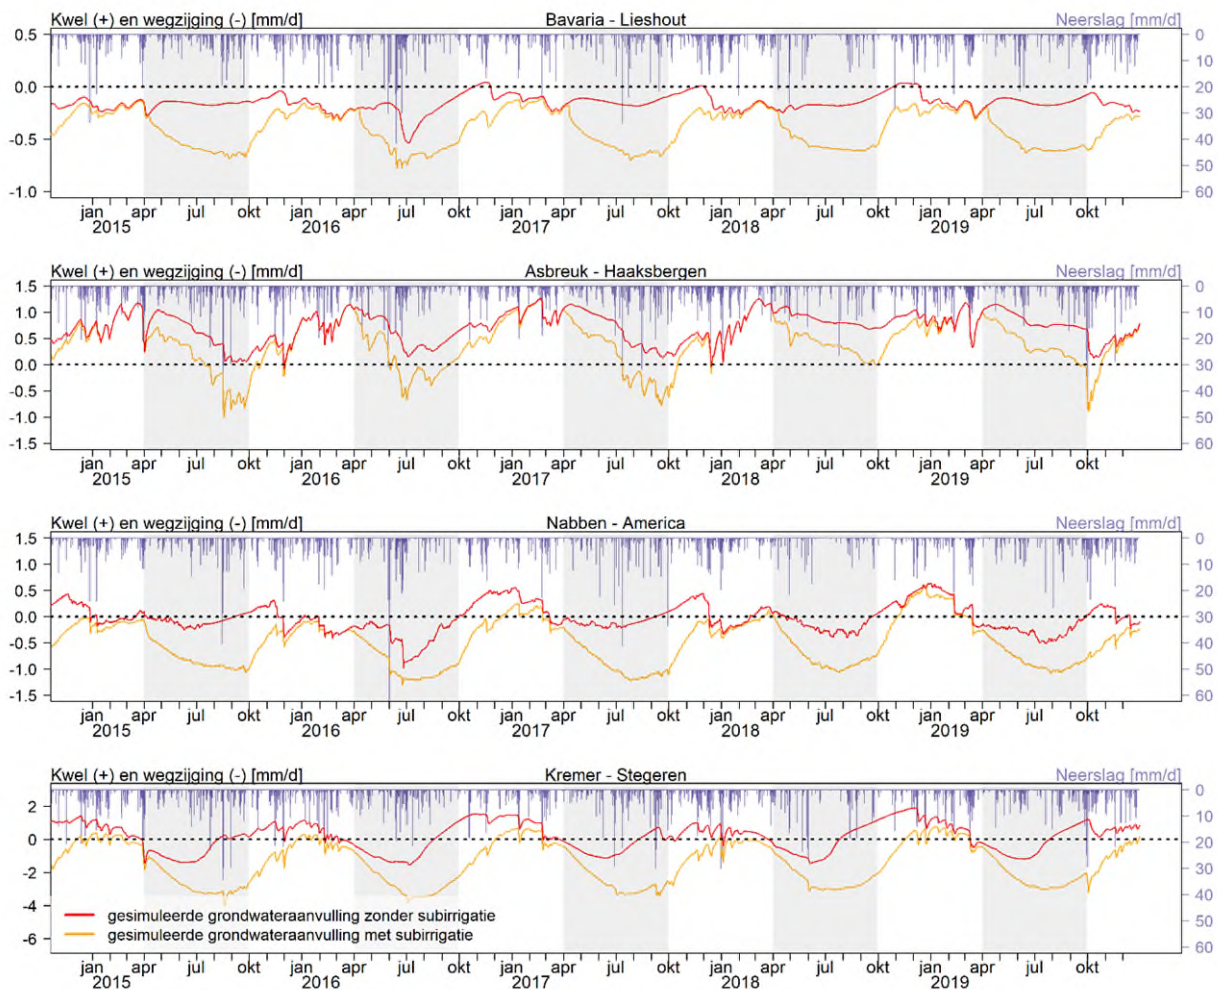 Kwel (+) en wegzijging (-) [mm/d] Bavaria - Lieshout Neerslag [mm/d]
0.5 0
10
0.0 20
30
-0.5 40
50
-1.0 60
jan apr jul okt jan apr jul okt jan apr jul okt jan apr jul okt jan apr jul okt
2015 2016 2017 2018 2019
Kwel (+) en wegzijging (-) [mm/d] Asbreuk - Haaksbergen Neerslag [mm/d]
1.5 0
1.0 10
0.5 20
0.0 30
-0.5 40
-1.0 50
-1.5 60
jan apr jul okt jan apr jul okt jan apr jul okt jan apr jul okt jan apr jul okt
2015 2016 2017 2018 2019
Kwel (+) en wegzijging (-) [mm/d] Nabben - America Neerslag [mm/d]
1.5 0
1.0 10
0.5 20
0.0 30
-0.5 40
-1.0 50
-1.5 60
jan apr jul okt jan apr jul okt jan apr jul okt jan apr jul okt jan apr jul okt
2015 2016 2017 2018 2019
Kwel (+) en wegzijging (-) [mm/d] Kremer - Stegeren Neerslag [mm/d]
0
2 10
0 20
-2 30
-4 40
gesimuleerde grondwateraanvulling zonder subirrigatie 50
gesimuleerde grondwateraanvulling met subirrigatie
-6 60
jan apr jul okt jan apr jul okt jan apr jul okt jan apr jul okt jan apr jul okt
2015 2016 2017 2018 2019